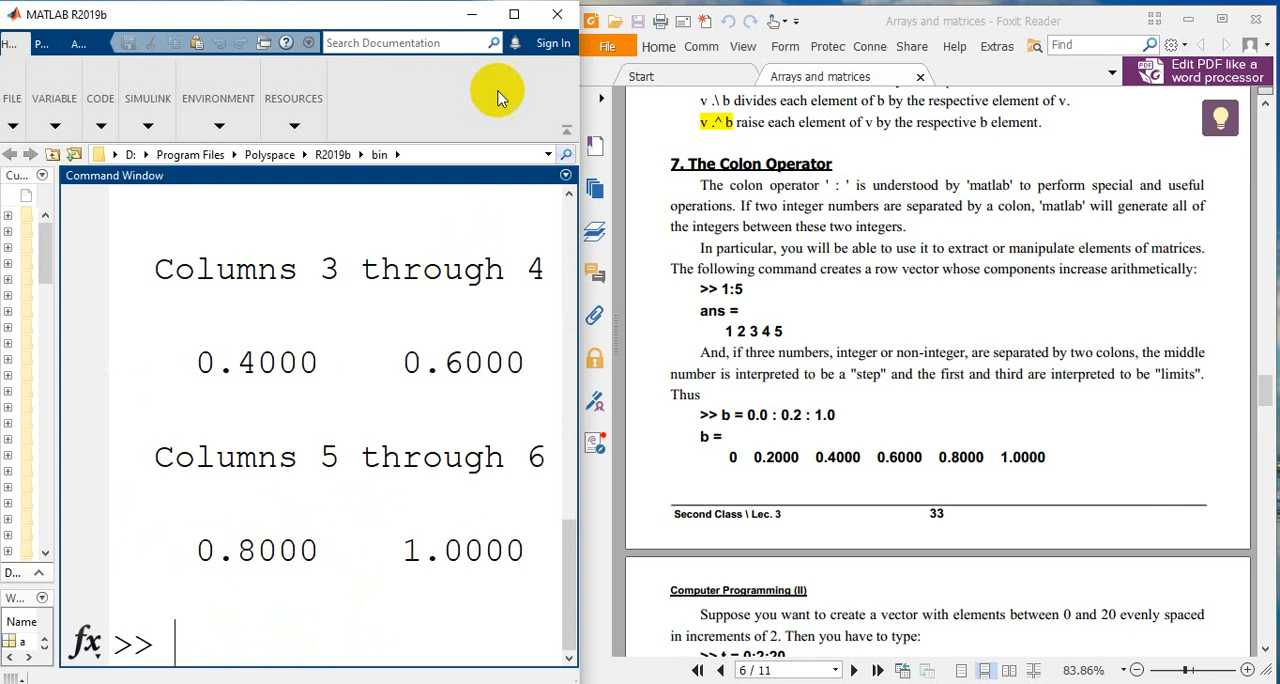 MATLAB R2019b
H...
P...
A...
Search Documentation
Sign In
FILE
VARIABLE
CODE
SIMULINK
ENVIRONMENT
RESOURCES
D:
Program Files
Polyspace
R2019b
bin
Cu...
Command Window
Columns 3 through 4
0.4000 0.6000
Columns 5 through 6
0.8000 1.0000
fx >>
D...
W...
Name
a
Arrays and matrices - Foxit Reader
File
Home
Comm
View
Form
Protec
Conne
Share
Help
Extras
Find
Start
Arrays and matrices
Edit PDF like a
word processor
v .\ b divides each element of b by the respective element of v.
v .^ b raise each element of v by the respective b element.
7. The Colon Operator
The colon operator ' : ' is understood by 'matlab' to perform special and useful
operations. If two integer numbers are separated by a colon, 'matlab' will generate all of
the integers between these two integers.
In particular, you will be able to use it to extract or manipulate elements of matrices.
The following command creates a row vector whose components increase arithmetically:
>> 1:5
ans =
1 2 3 4 5
And, if three numbers, integer or non-integer, are separated by two colons, the middle
number is interpreted to be a "step" and the first and third are interpreted to be "limits".
Thus
>> b = 0.0 : 0.2 : 1.0
b =
0 0.2000 0.4000 0.6000 0.8000 1.0000
Second Class \ Lec. 3 33
Computer Programming (II)
Suppose you want to create a vector with elements between 0 and 20 evenly spaced
in increments of 2. Then you have to type:
>> t = 0:2:20
6 / 11
83.86%